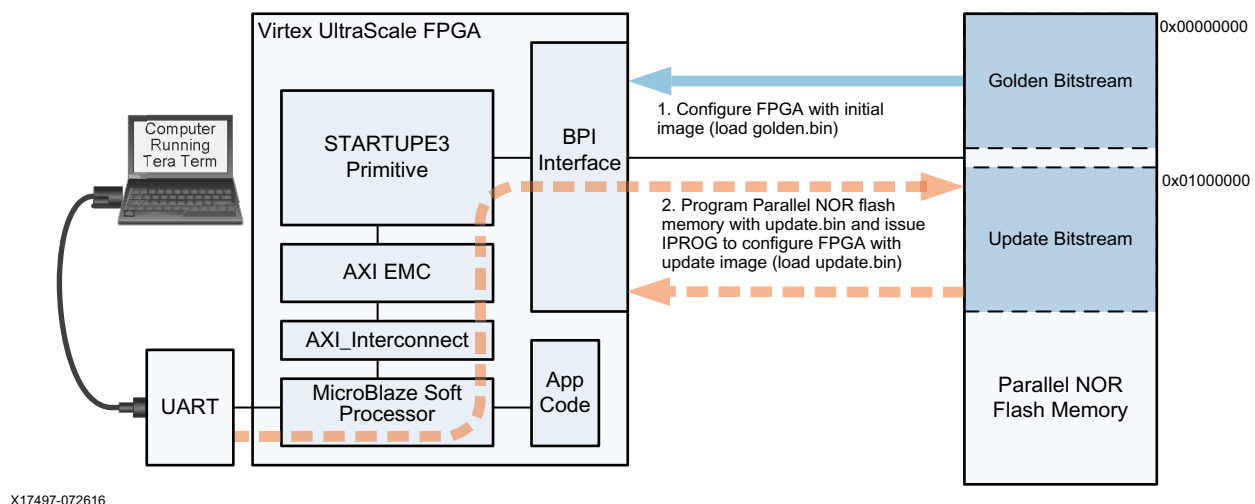 Virtex UltraScale FPGA
0x00000000
Golden Bitstream
1. Configure FPGA with initial
image (load golden.bin)
Computer
Running
Tera Term
STARTUPE3
Primitive
BPI
Interface
0x01000000
2. Program Parallel NOR flash
memory with update.bin and issue
IPROG to configure FPGA with
update image (load update.bin)
Update Bitstream
AXI EMC
AXI_Interconnect
UART
MicroBlaze Soft
Processor
App
Code
Parallel NOR
Flash Memory
X17497-072616